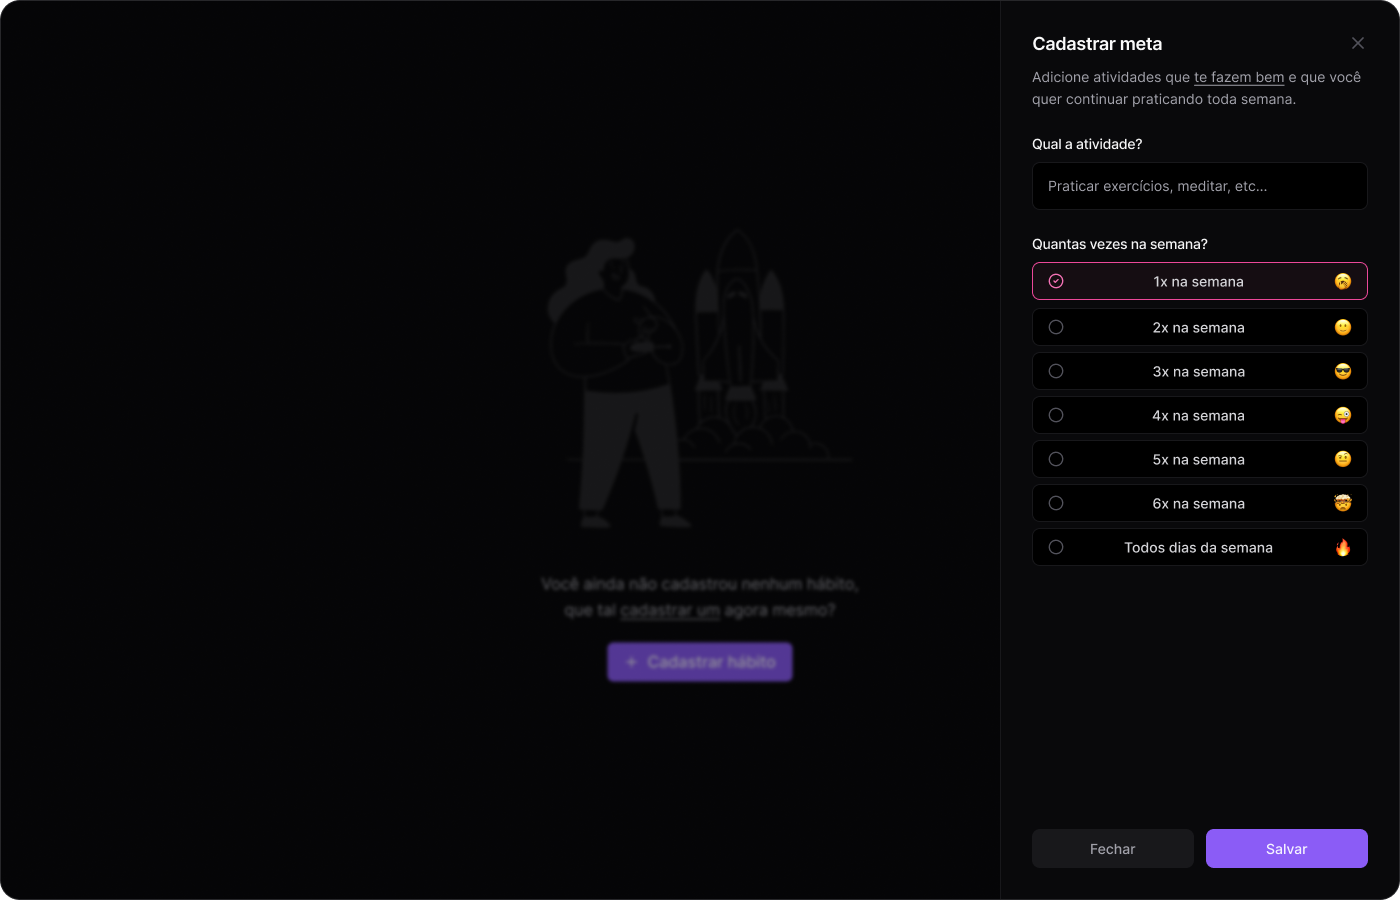 Cadastrar meta
Adicione atividades que te fazem bem e que você
quer continuar praticando toda semana.
Qual a atividade?
Praticar exercícios, meditar, etc...
Quantas vezes na semana?
1x na semana 🥱
2x na semana 🙂
3x na semana 😎
4x na semana 😜
5x na semana 🤨
6x na semana 🤯
Todos dias da semana 🔥
Você ainda não cadastrou nenhum hábito,
que tal cadastrar um agora mesmo?
+ Cadastrar hábito
Fechar
Salvar